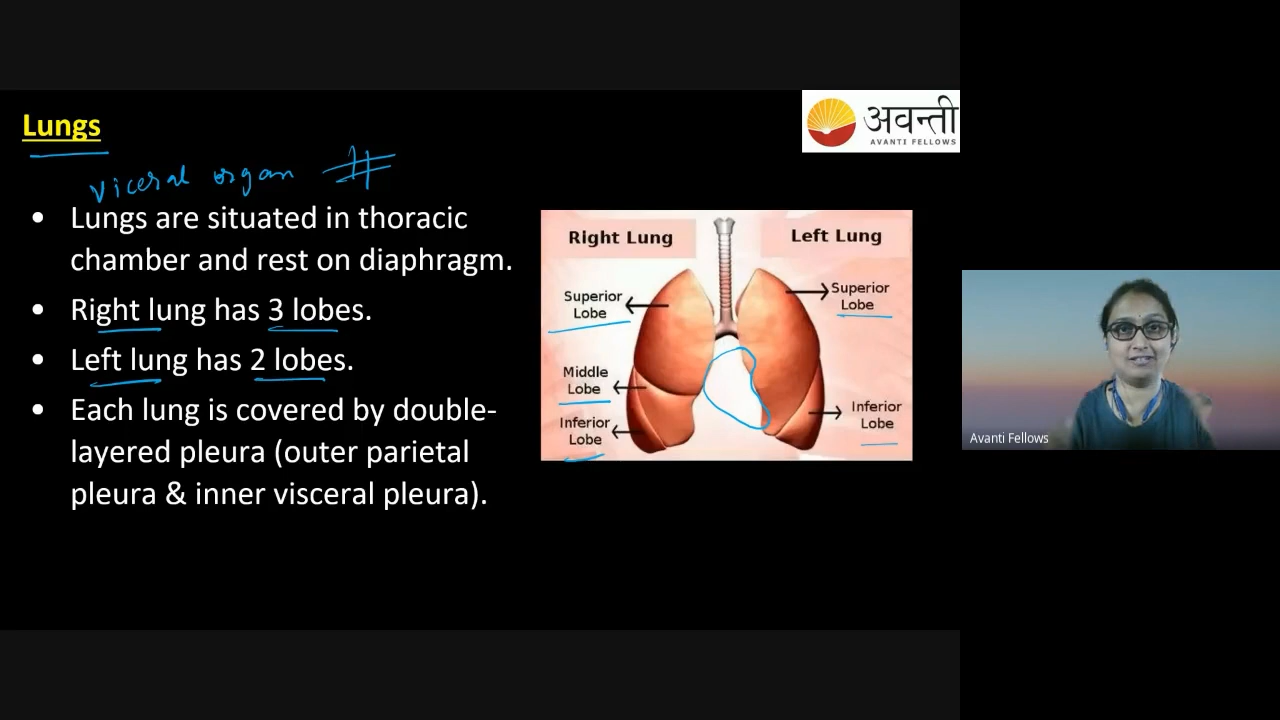 Lungs
अवन्ती
AVANTI FELLOWS
viceral organ #
• Lungs are situated in thoracic
chamber and rest on diaphragm.
• Right lung has 3 lobes.
• Left lung has 2 lobes.
• Each lung is covered by double-
layered pleura (outer parietal
pleura & inner visceral pleura).
Right Lung
Left Lung
Superior
Lobe
Superior
Lobe
Middle
Lobe
Inferior
Lobe
Inferior
Lobe
Avanti Fellows